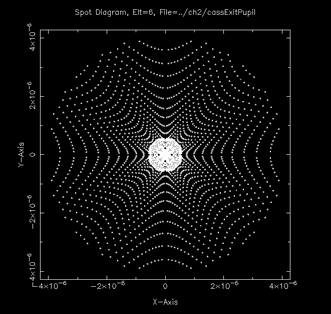 Spot Diagram, Elt=6, File=../ch2/cassExitPupil
4×10⁻⁶
2×10⁻⁶
0
−2×10⁻⁶
−4×10⁻⁶
Y-Axis
−4×10⁻⁶ −2×10⁻⁶ 0 2×10⁻⁶ 4×10⁻⁶
X-Axis